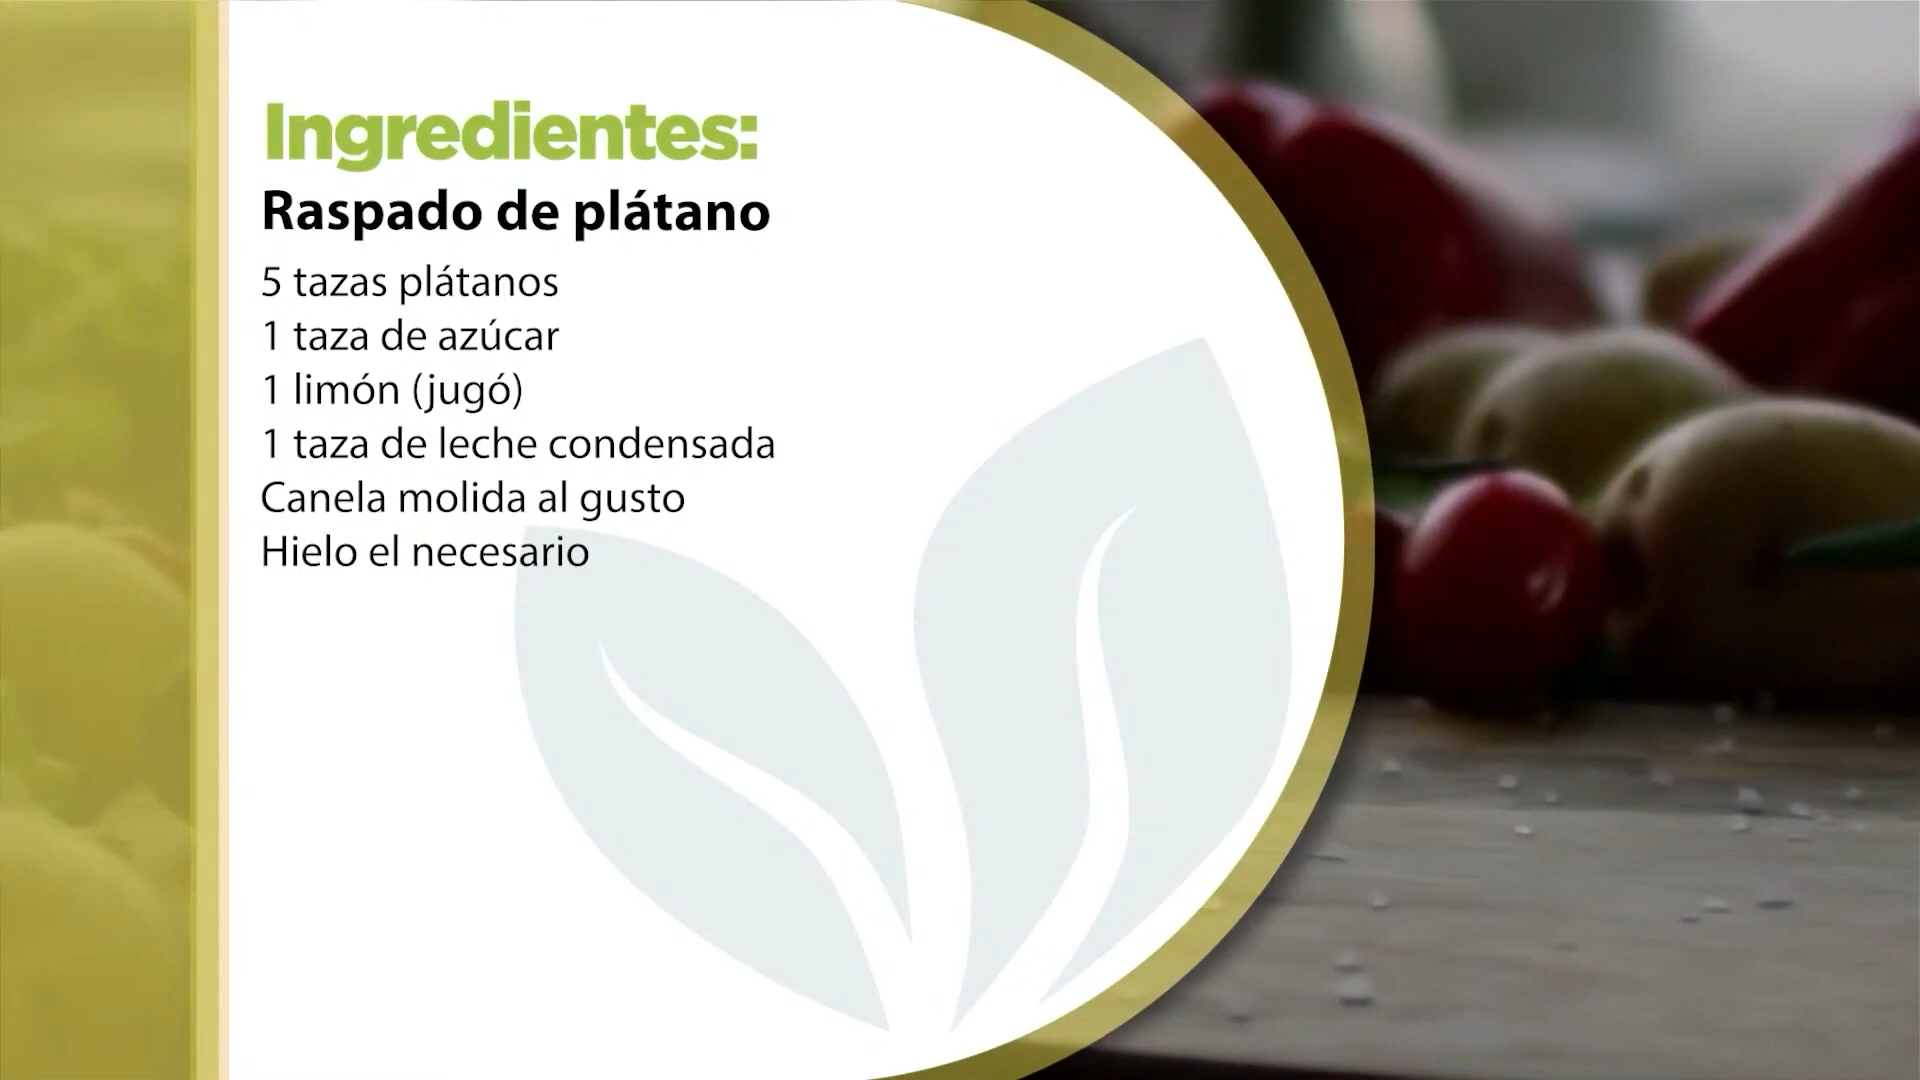 Ingredientes:
Raspado de plátano
5 tazas plátanos
1 taza de azúcar
1 limón (jugó)
1 taza de leche condensada
Canela molida al gusto
Hielo el necesario